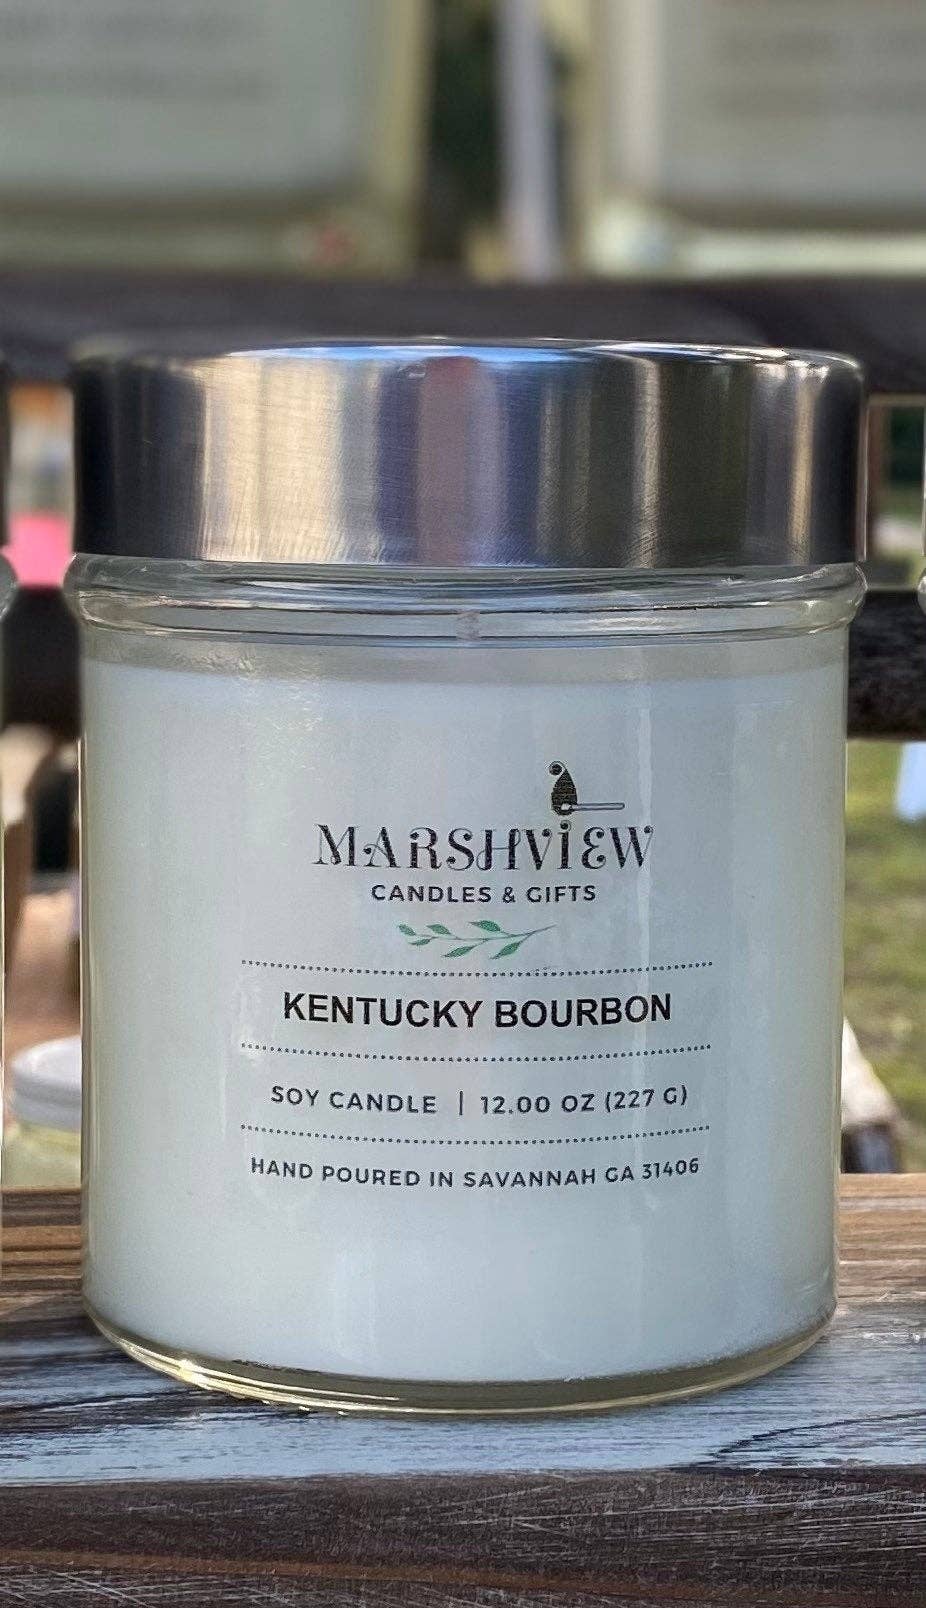 MARSHVIEW
CANDLES & GIFTS
KENTUCKY BOURBON
SOY CANDLE | 12.00 OZ (227 G)
HAND POURED IN SAVANNAH GA 31406